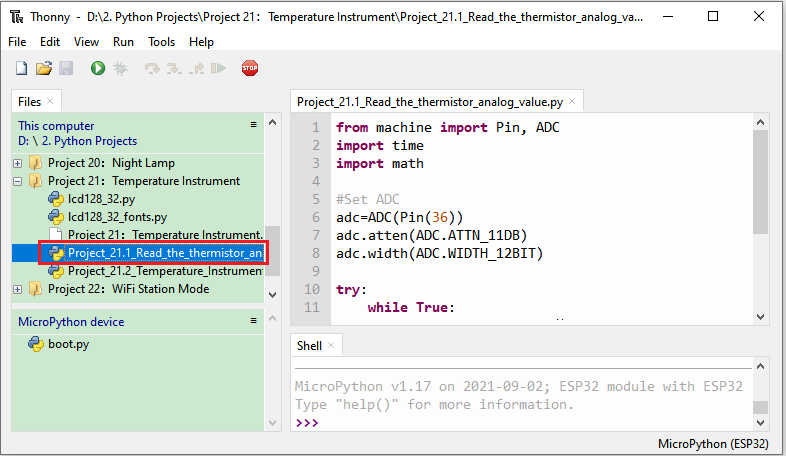 Thonny - D:\2. Python Projects\Project 21：Temperature Instrument\Project_21.1_Read_the_thermistor_analog_va...
File Edit View Run Tools Help
STOP
Files
This computer
D: \ 2. Python Projects
Project 20：Night Lamp
Project 21：Temperature Instrument
lcd128_32.py
lcd128_32_fonts.py
Project 21：Temperature Instrument.
Project_21.1_Read_the_thermistor_an
Project_21.2_Temperature_Instrument
Project 22：WiFi Station Mode
MicroPython device
boot.py
Project_21.1_Read_the_thermistor_analog_value.py
1 from machine import Pin, ADC
2 import time
3 import math
4
5 #Set ADC
6 adc=ADC(Pin(36))
7 adc.atten(ADC.ATTN_11DB)
8 adc.width(ADC.WIDTH_12BIT)
9
10 try:
11 while True:
Shell
MicroPython v1.17 on 2021-09-02; ESP32 module with ESP32
Type "help()" for more information.
>>>
MicroPython (ESP32)